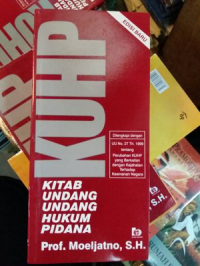 EDISI BARU
KUHP
Dilengkapi dengan
UU No. 27 Th. 1999
tentang
Perubahan KUHP
yang Berkaitan
dengan Kejahatan
Terhadap
Keamanan Negara
KITAB
UNDANG
UNDANG
HUKUM
PIDANA
Prof. Moeljatno, S.H.
S.H.